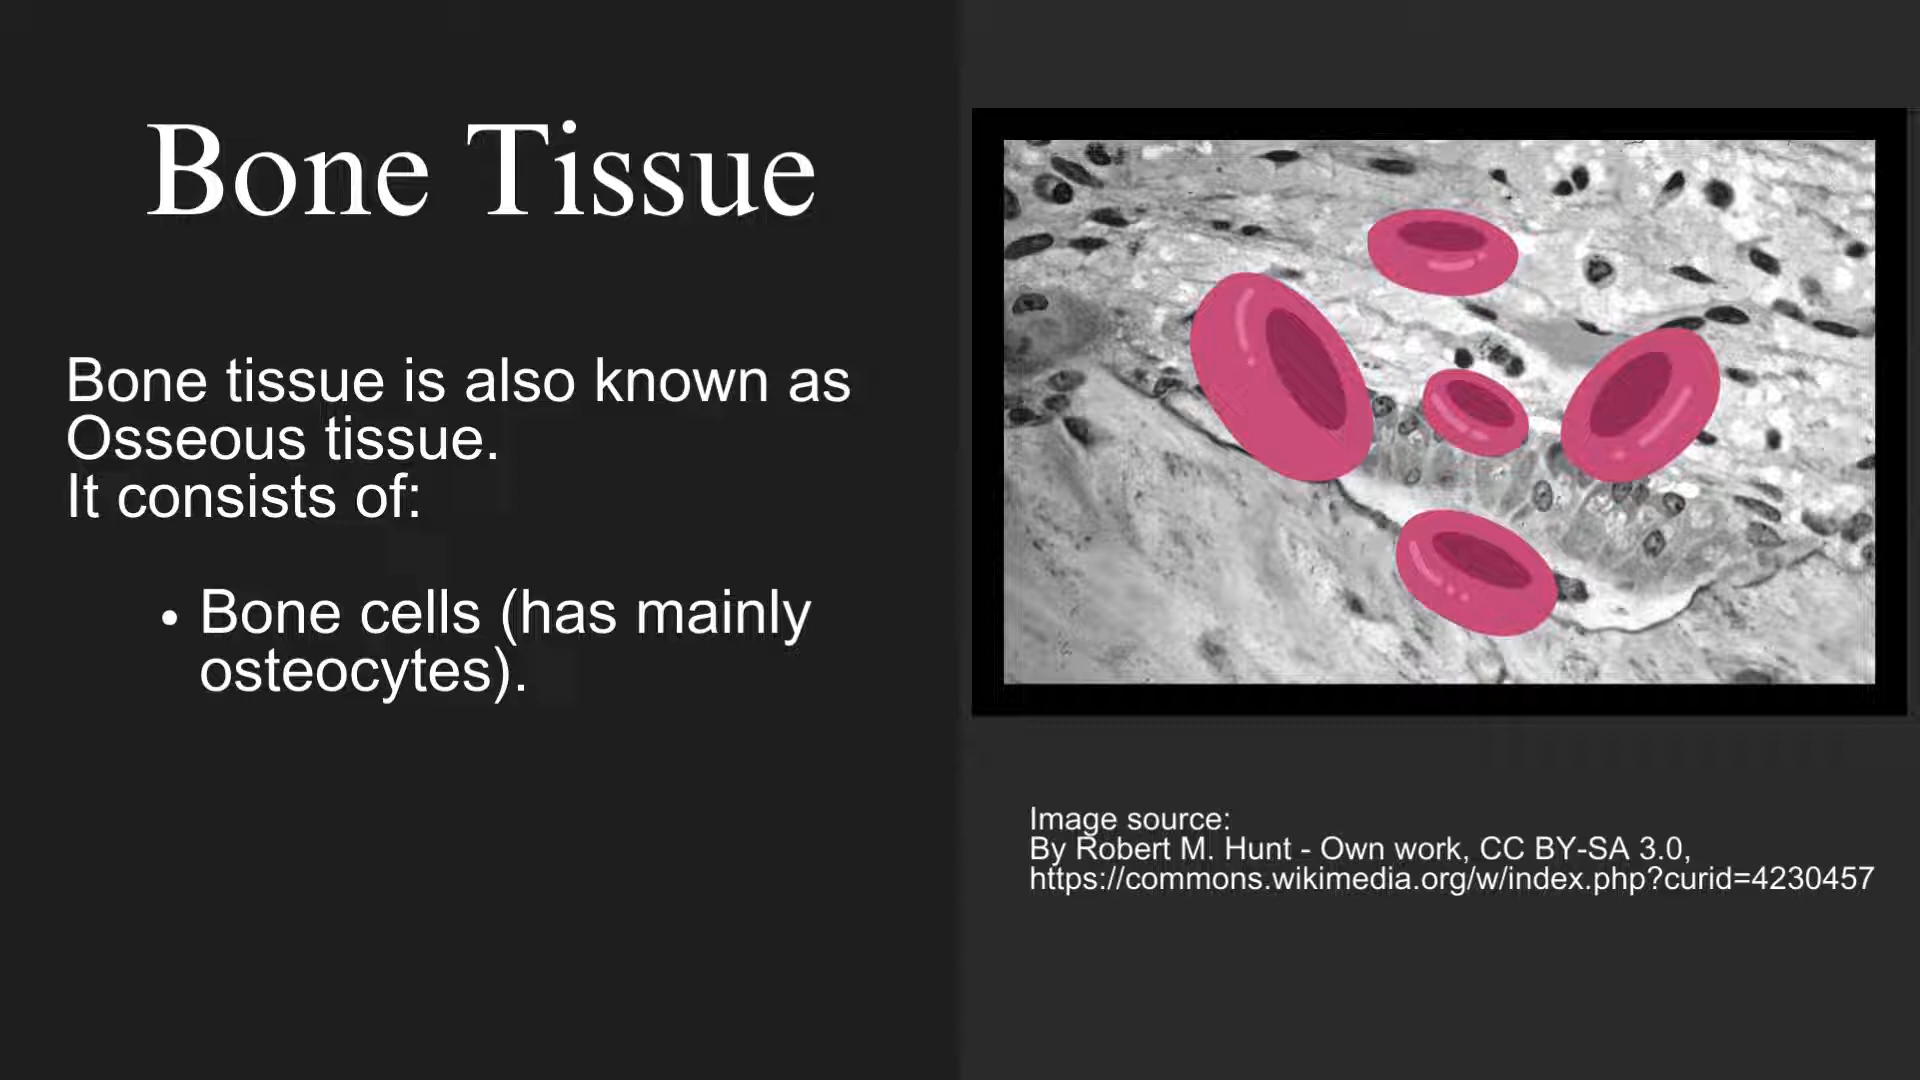 Bone Tissue
Bone tissue is also known as
Osseous tissue.
It consists of:
• Bone cells (has mainly
osteocytes).
Image source:
By Robert M. Hunt - Own work, CC BY-SA 3.0,
https://commons.wikimedia.org/w/index.php?curid=4230457